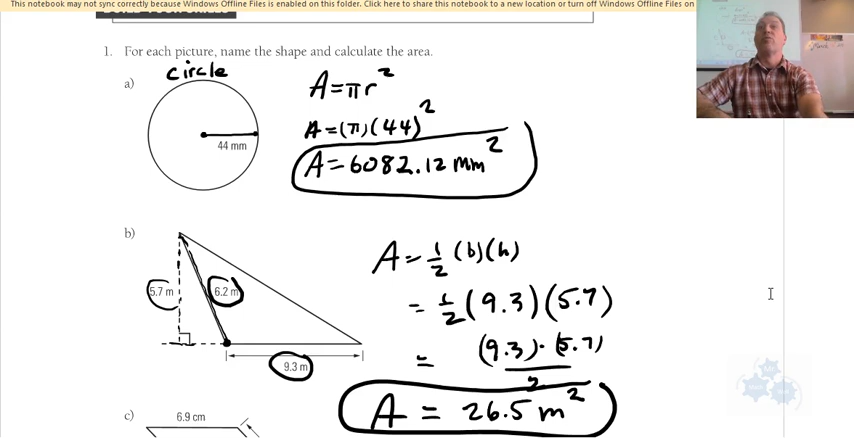 This notebook may not sync correctly because Windows Offline Files is enabled on this folder. Click here to share this notebook to a new location or turn off Windows Offline Files on
1. For each picture, name the shape and calculate the area.
circle
a)
A=πr²
44 mm
A=(π)(44)²
A=6082.12 mm²
b)
5.7 m
6.2 m
9.3 m
A=½(b)(h)
=½(9.3)(5.7)
= (9.3)·(5.7)
2
A = 26.5 m²
c)
6.9 cm